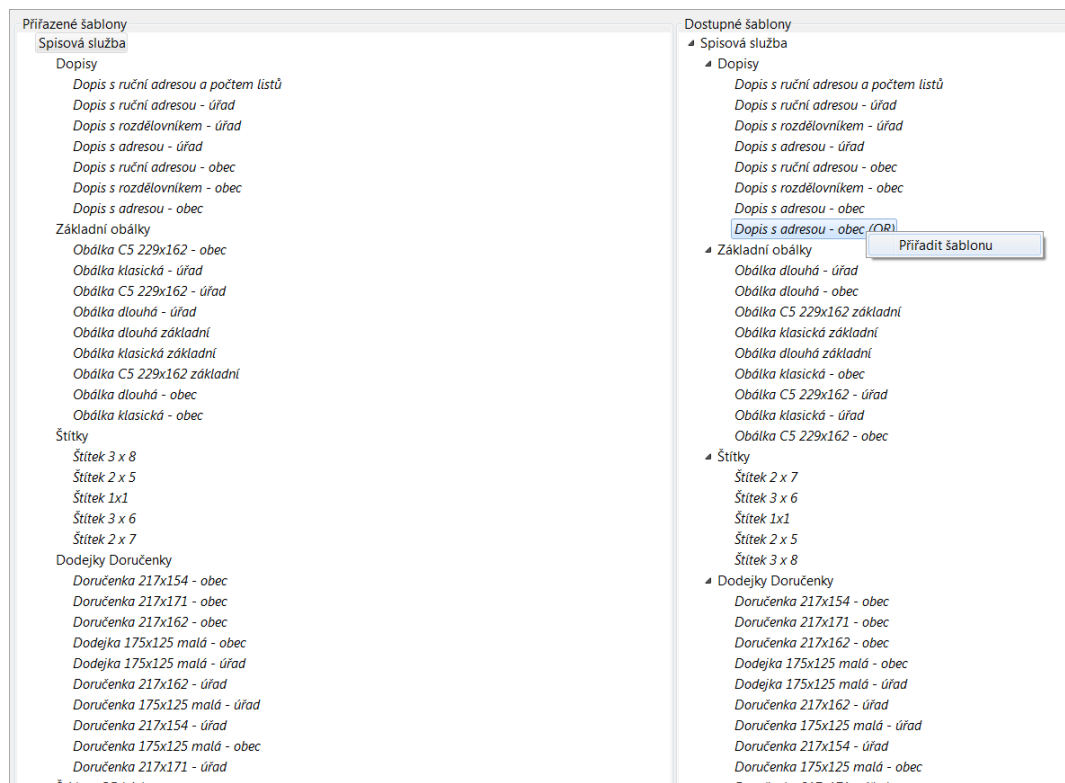 Přiřazené šablony
Spisová služba
Dopisy
Dopis s ruční adresou a počtem listů
Dopis s ruční adresou - úřad
Dopis s rozdělovníkem - úřad
Dopis s adresou - úřad
Dopis s ruční adresou - obec
Dopis s rozdělovníkem - obec
Dopis s adresou - obec
Základní obálky
Obálka C5 229x162 - obec
Obálka klasická - úřad
Obálka C5 229x162 - úřad
Obálka dlouhá - úřad
Obálka dlouhá základní
Obálka klasická základní
Obálka C5 229x162 základní
Obálka dlouhá - obec
Obálka klasická - obec
Štítky
Štítek 3 x 8
Štítek 2 x 5
Štítek 1x1
Štítek 3 x 6
Štítek 2 x 7
Dodejky Doručenky
Doručenka 217x154 - obec
Doručenka 217x171 - obec
Doručenka 217x162 - obec
Dodejka 175x125 malá - obec
Dodejka 175x125 malá - úřad
Doručenka 217x162 - úřad
Doručenka 175x125 malá - úřad
Doručenka 217x154 - úřad
Doručenka 175x125 malá - obec
Doručenka 217x171 - úřad
Dostupné šablony
Spisová služba
Dopisy
Dopis s ruční adresou a počtem listů
Dopis s ruční adresou - úřad
Dopis s rozdělovníkem - úřad
Dopis s adresou - úřad
Dopis s ruční adresou - obec
Dopis s rozdělovníkem - obec
Dopis s adresou - obec
Dopis s adresou - obec (QR)
Přiřadit šablonu
Základní obálky
Obálka dlouhá - úřad
Obálka dlouhá - obec
Obálka C5 229x162 základní
Obálka klasická základní
Obálka dlouhá základní
Obálka klasická - obec
Obálka C5 229x162 - úřad
Obálka klasická - úřad
Obálka C5 229x162 - obec
Štítky
Štítek 2 x 7
Štítek 3 x 6
Štítek 1x1
Štítek 2 x 5
Štítek 3 x 8
Dodejky Doručenky
Doručenka 217x154 - obec
Doručenka 217x171 - obec
Doručenka 217x162 - obec
Dodejka 175x125 malá - obec
Dodejka 175x125 malá - úřad
Doručenka 217x162 - úřad
Doručenka 175x125 malá - úřad
Doručenka 217x154 - úřad
Doručenka 175x125 malá - obec